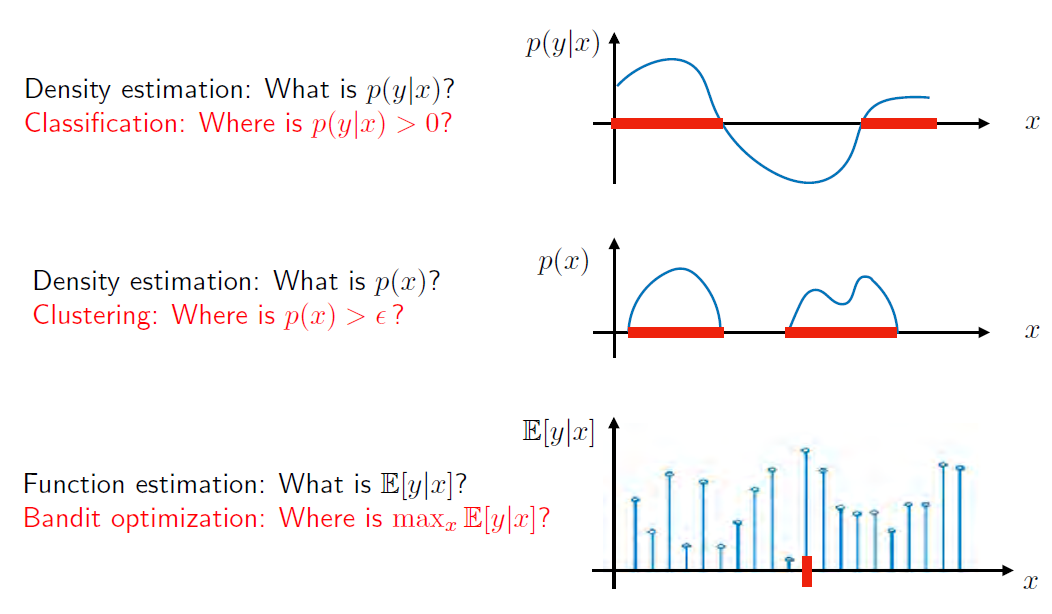 p(y|x)
Density estimation: What is p(y|x)?
Classification: Where is p(y|x) > 0?
x
p(x)
Density estimation: What is p(x)?
Clustering: Where is p(x) > ϵ ?
x
𝔼[y|x]
Function estimation: What is 𝔼[y|x]?
Bandit optimization: Where is maxₓ 𝔼[y|x]?
x